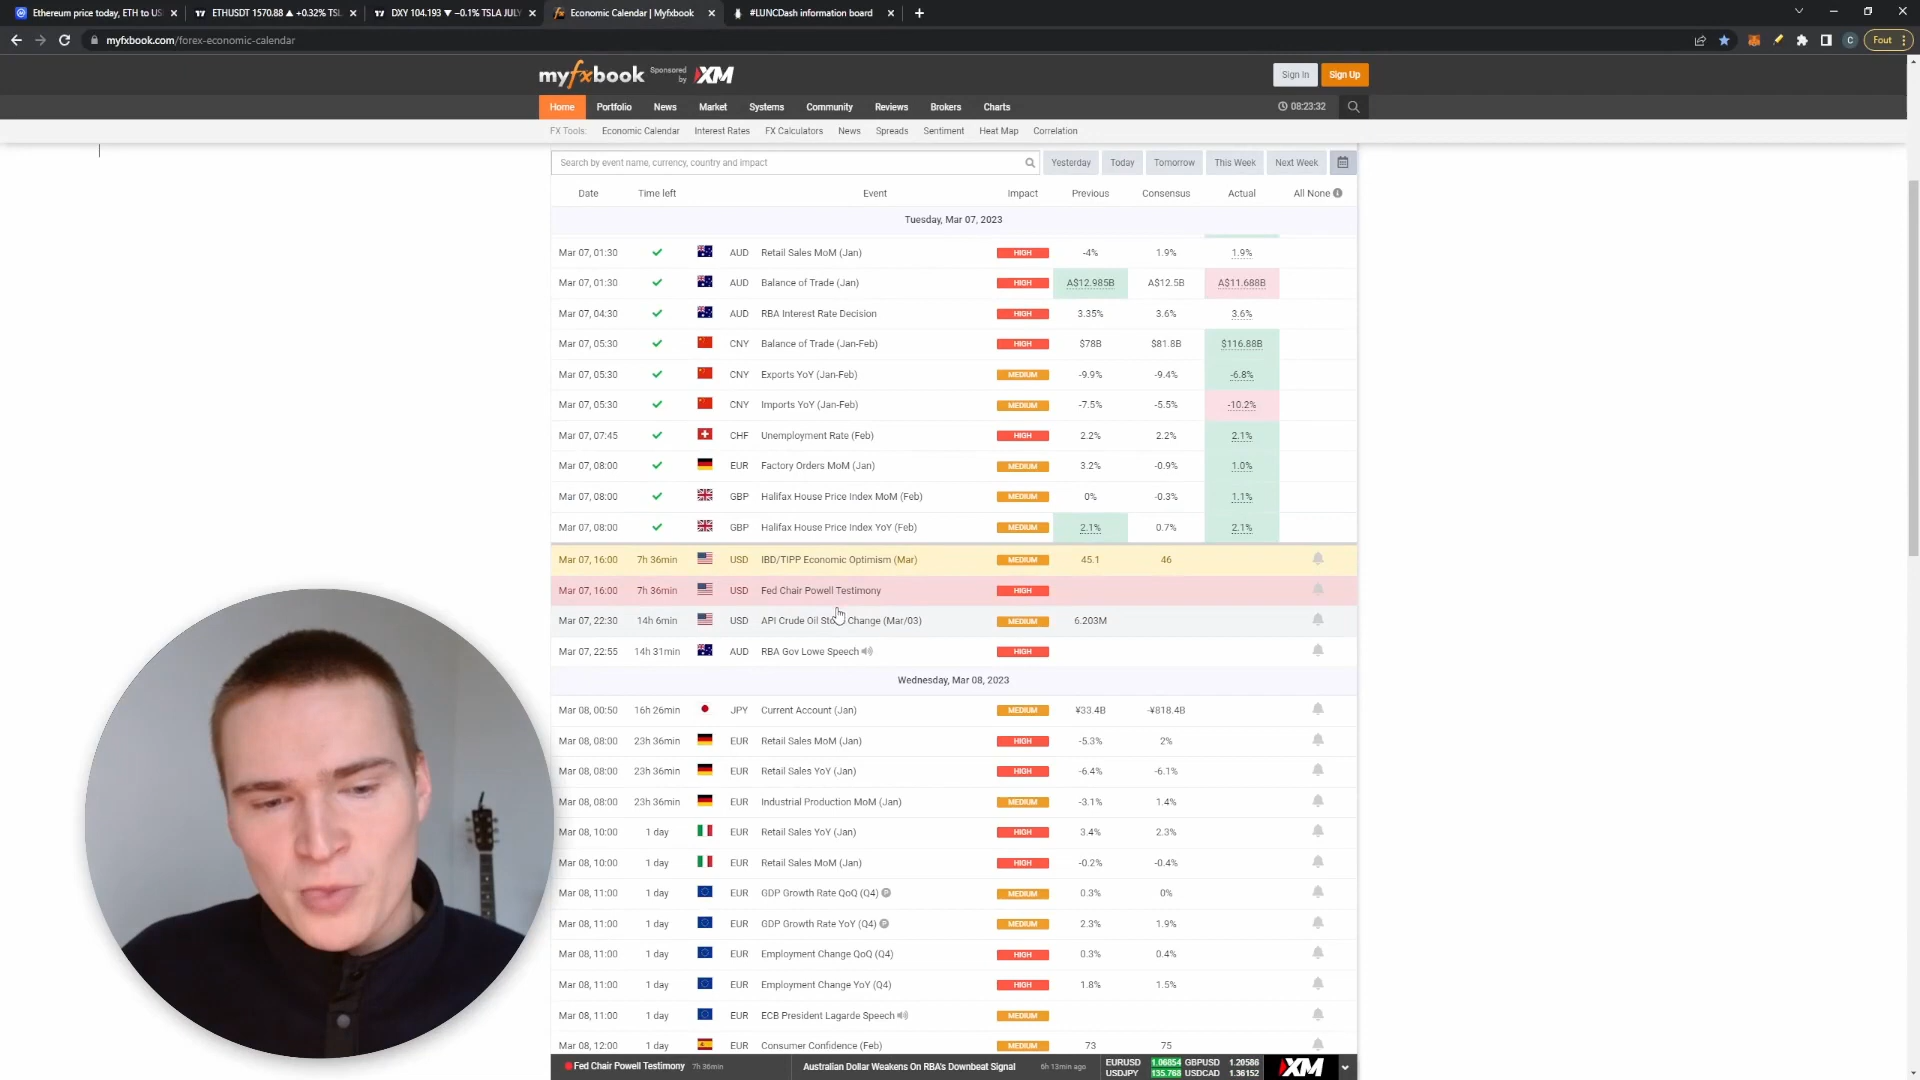 Ethereum price today, ETH to US
ETHUSDT 1570.88 ▲ +0.32% TSL
DXY 104.193 ▼ −0.1% TSLA JULY
Economic Calendar | Myfxbook
#LUNCDash information board
myfxbook.com/forex-economic-calendar
C
Fout
myfxbook Sponsored by XM
Sign In Sign Up
Home Portfolio News Market Systems Community Reviews Brokers Charts 08:23:32
FX Tools: Economic Calendar Interest Rates FX Calculators News Spreads Sentiment Heat Map Correlation
Search by event name, currency, country and impact Yesterday Today Tomorrow This Week Next Week
Date Time left Event Impact Previous Consensus Actual All None
Tuesday, Mar 07, 2023
Mar 07, 01:30 AUD Retail Sales MoM (Jan) HIGH -4% 1.9% 1.9%
Mar 07, 01:30 AUD Balance of Trade (Jan) HIGH A$12.985B A$12.5B A$11.688B
Mar 07, 04:30 AUD RBA Interest Rate Decision HIGH 3.35% 3.6% 3.6%
Mar 07, 05:30 CNY Balance of Trade (Jan-Feb) HIGH $78B $81.8B $116.88B
Mar 07, 05:30 CNY Exports YoY (Jan-Feb) MEDIUM -9.9% -9.4% -6.8%
Mar 07, 05:30 CNY Imports YoY (Jan-Feb) MEDIUM -7.5% -5.5% -10.2%
Mar 07, 07:45 CHF Unemployment Rate (Feb) HIGH 2.2% 2.2% 2.1%
Mar 07, 08:00 EUR Factory Orders MoM (Jan) MEDIUM 3.2% -0.9% 1.0%
Mar 07, 08:00 GBP Halifax House Price Index MoM (Feb) MEDIUM 0% -0.3% 1.1%
Mar 07, 08:00 GBP Halifax House Price Index YoY (Feb) MEDIUM 2.1% 0.7% 2.1%
Mar 07, 16:00 7h 36min USD IBD/TIPP Economic Optimism (Mar) MEDIUM 45.1 46
Mar 07, 16:00 7h 36min USD Fed Chair Powell Testimony HIGH
Mar 07, 22:30 14h 6min USD API Crude Oil Change (Mar/03) MEDIUM 6.203M
Mar 07, 22:55 14h 31min AUD RBA Gov Lowe Speech HIGH
Wednesday, Mar 08, 2023
Mar 08, 00:50 16h 26min JPY Current Account (Jan) MEDIUM ¥33.4B -¥818.4B
Mar 08, 08:00 23h 36min EUR Retail Sales MoM (Jan) HIGH -5.3% 2%
Mar 08, 08:00 23h 36min EUR Retail Sales YoY (Jan) HIGH -6.4% -6.1%
Mar 08, 08:00 23h 36min EUR Industrial Production MoM (Jan) MEDIUM -3.1% 1.4%
Mar 08, 10:00 1 day EUR Retail Sales YoY (Jan) HIGH 3.4% 2.3%
Mar 08, 10:00 1 day EUR Retail Sales MoM (Jan) HIGH -0.2% -0.4%
Mar 08, 11:00 1 day EUR GDP Growth Rate QoQ (Q4) P MEDIUM 0.3% 0%
Mar 08, 11:00 1 day EUR GDP Growth Rate YoY (Q4) P MEDIUM 2.3% 1.9%
Mar 08, 11:00 1 day EUR Employment Change QoQ (Q4) HIGH 0.3% 0.4%
Mar 08, 11:00 1 day EUR Employment Change YoY (Q4) HIGH 1.8% 1.5%
Mar 08, 11:00 1 day EUR ECB President Lagarde Speech MEDIUM
Mar 08, 12:00 1 day EUR Consumer Confidence (Feb) MEDIUM 73 75
Fed Chair Powell Testimony 7h 36min Australian Dollar Weakens On RBA's Downbeat Signal 6h 13min ago EURUSD 1.06854 GBPUSD 1.20586 XM
USDJPY 135.768 USDCAD 1.36152